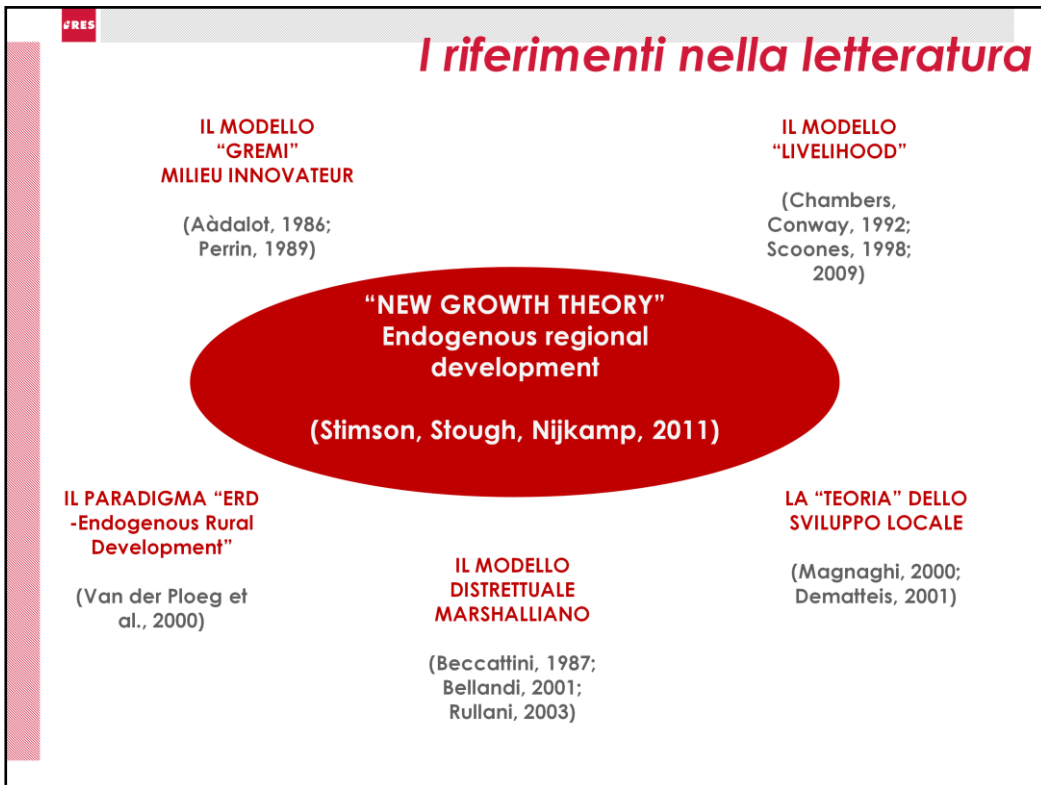 IRES
I riferimenti nella letteratura
IL MODELLO
“GREMI”
MILIEU INNOVATEUR
(Aàdalot, 1986;
Perrin, 1989)
IL MODELLO
“LIVELIHOOD”
(Chambers,
Conway, 1992;
Scoones, 1998;
2009)
“NEW GROWTH THEORY”
Endogenous regional
development
(Stimson, Stough, Nijkamp, 2011)
IL PARADIGMA “ERD
-Endogenous Rural
Development”
(Van der Ploeg et
al., 2000)
IL MODELLO
DISTRETTUALE
MARSHALLIANO
(Beccattini, 1987;
Bellandi, 2001;
Rullani, 2003)
LA “TEORIA” DELLO
SVILUPPO LOCALE
(Magnaghi, 2000;
Dematteis, 2001)